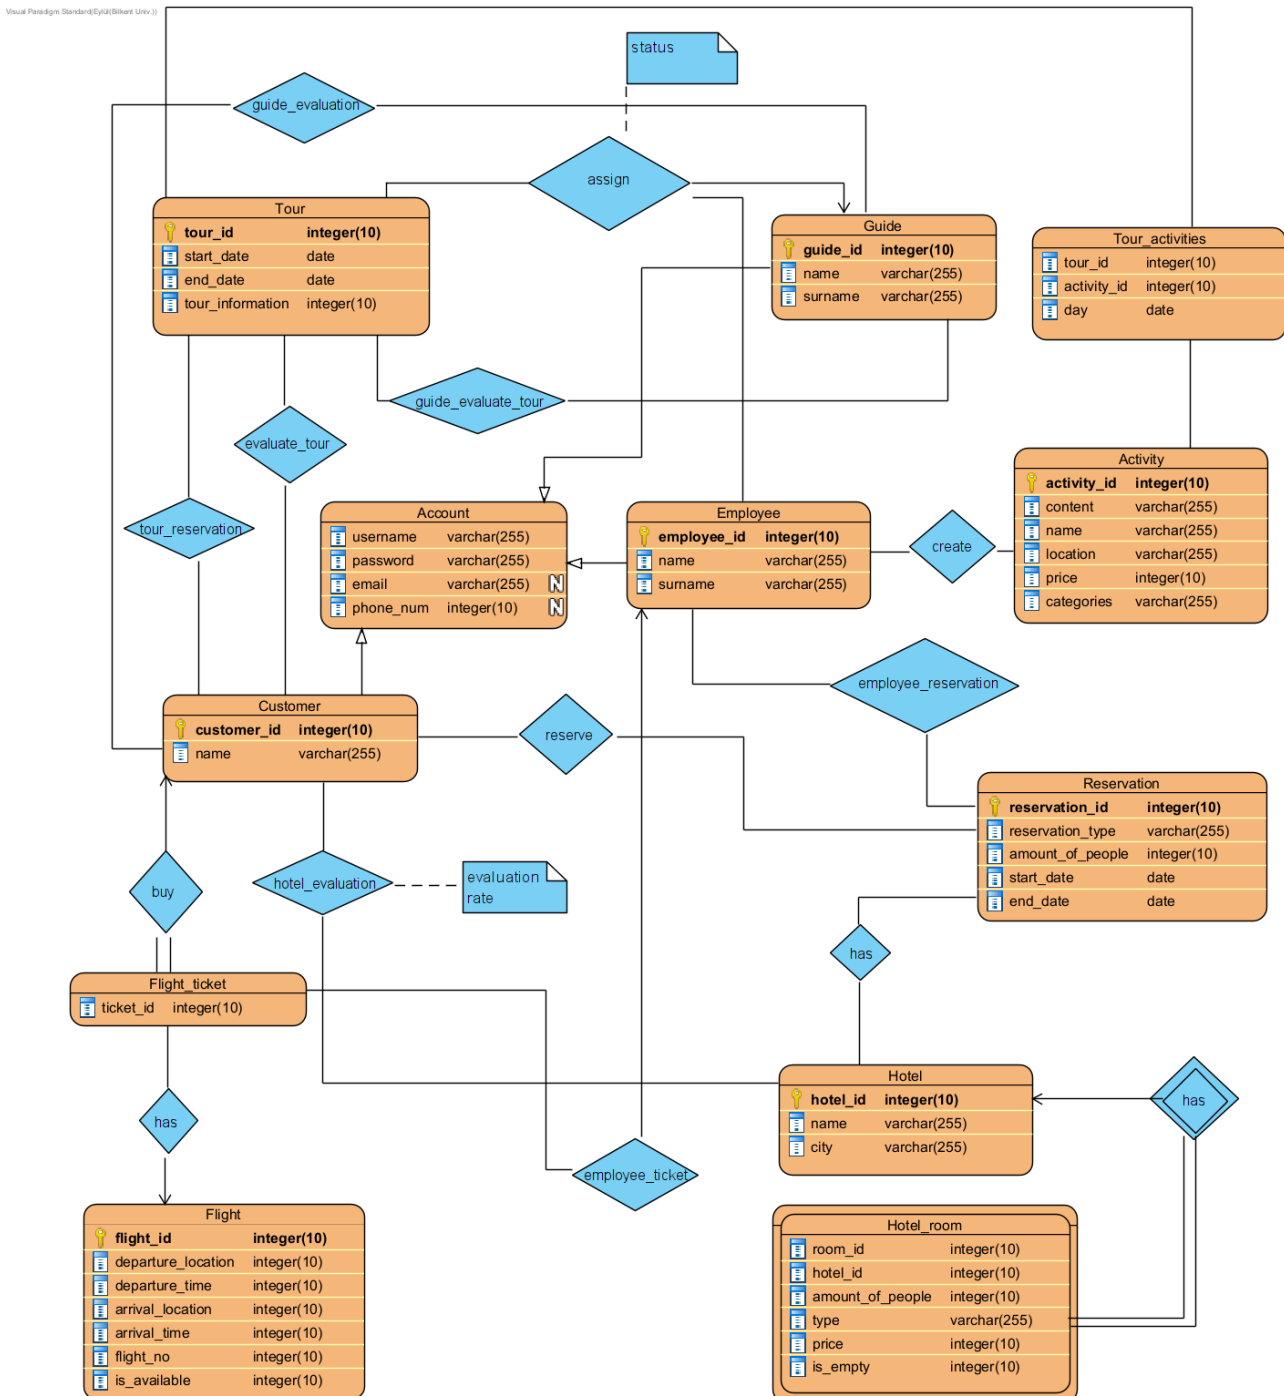 Visual Paradigm Standard(Eylül(Bilkent Univ.))
status
guide_evaluation
assign
Tour
tour_id integer(10)
start_date date
end_date date
tour_information integer(10)
Guide
guide_id integer(10)
name varchar(255)
surname varchar(255)
Tour_activities
tour_id integer(10)
activity_id integer(10)
day date
guide_evaluate_tour
evaluate_tour
tour_reservation
Account
username varchar(255)
password varchar(255)
email varchar(255) N
phone_num integer(10) N
Employee
employee_id integer(10)
name varchar(255)
surname varchar(255)
create
Activity
activity_id integer(10)
content varchar(255)
name varchar(255)
location varchar(255)
price integer(10)
categories varchar(255)
employee_reservation
Customer
customer_id integer(10)
name varchar(255)
reserve
Reservation
reservation_id integer(10)
reservation_type varchar(255)
amount_of_people integer(10)
start_date date
end_date date
buy
hotel_evaluation
evaluation
rate
has
Flight_ticket
ticket_id integer(10)
has
employee_ticket
Hotel
hotel_id integer(10)
name varchar(255)
city varchar(255)
has
Flight
flight_id integer(10)
departure_location integer(10)
departure_time integer(10)
arrival_location integer(10)
arrival_time integer(10)
flight_no integer(10)
is_available integer(10)
Hotel_room
room_id integer(10)
hotel_id integer(10)
amount_of_people integer(10)
type varchar(255)
price integer(10)
is_empty integer(10)